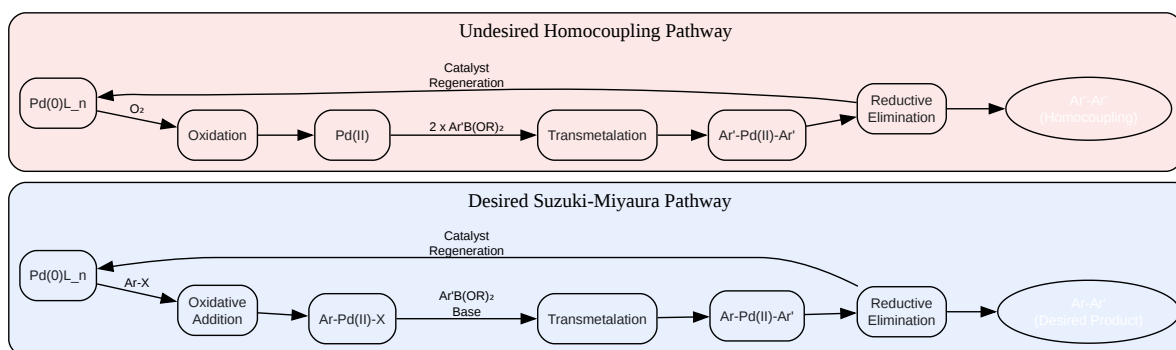 Undesired Homocoupling Pathway
Catalyst
Regeneration
Pd(0)L_n
O₂
Oxidation
Pd(II)
2 x Ar'B(OR)₂
Transmetalation
Ar'-Pd(II)-Ar'
Reductive
Elimination
Ar'-Ar'
(Homocoupling)
Desired Suzuki-Miyaura Pathway
Catalyst
Regeneration
Pd(0)L_n
Ar-X
Oxidative
Addition
Ar-Pd(II)-X
Ar'B(OR)₂
Base
Transmetalation
Ar-Pd(II)-Ar'
Reductive
Elimination
Ar-Ar'
(Desired Product)